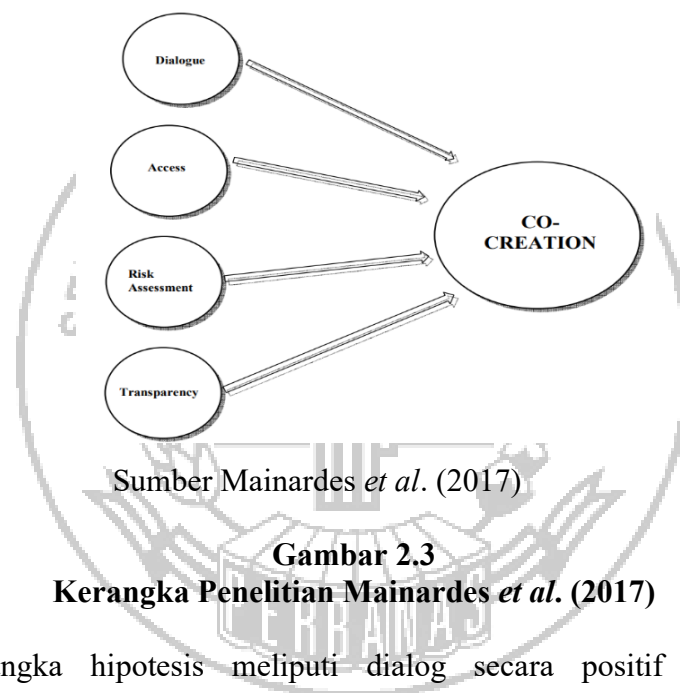 Dialogue
Access
Risk
Assessment
Transparency
CO-
CREATION
Sumber Mainardes et al. (2017)
Gambar 2.3
Kerangka Penelitian Mainardes et al. (2017)
PERBANAS
ngka hipotesis meliputi dialog secara positif